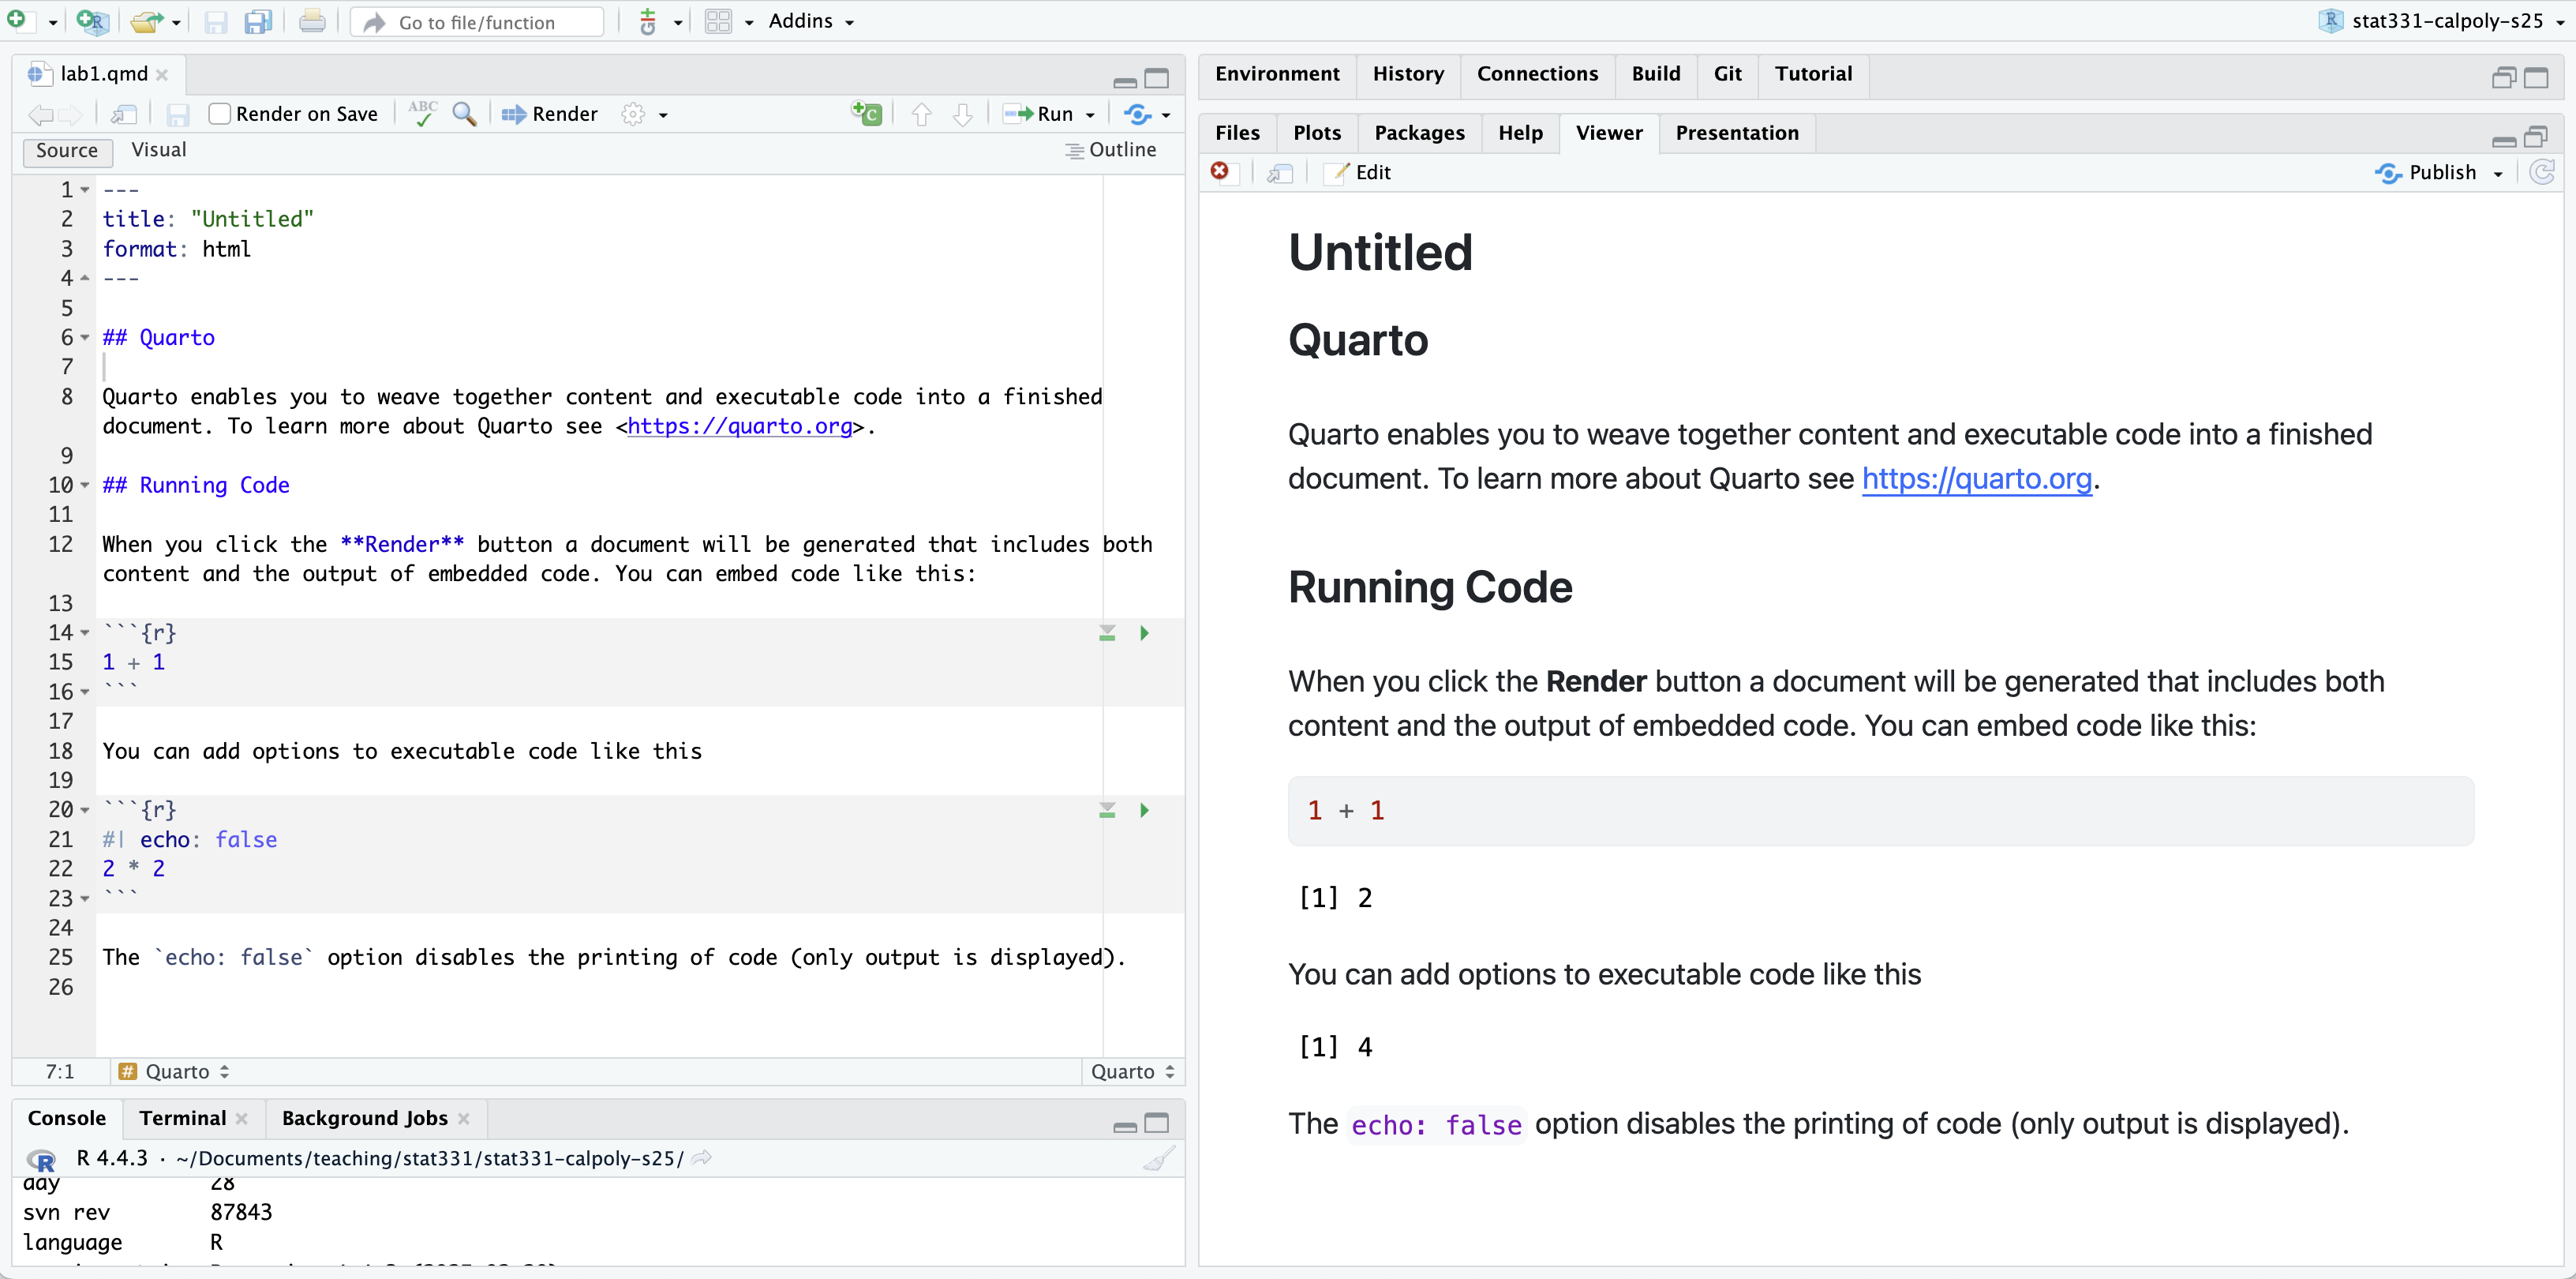 Go to file/function
Addins
stat331-calpoly-s25
lab1.qmd
Render on Save
ABC
Render
Run
Source
Visual
Outline
1 ---
2 title: "Untitled"
3 format: html
4 ---
5
6 ## Quarto
7
8 Quarto enables you to weave together content and executable code into a finished
document. To learn more about Quarto see <https://quarto.org>.
9
10 ## Running Code
11
12 When you click the **Render** button a document will be generated that includes both
content and the output of embedded code. You can embed code like this:
13
14 ```{r}
15 1 + 1
16 ```
17
18 You can add options to executable code like this
19
20 ```{r}
21 #| echo: false
22 2 * 2
23 ```
24
25 The `echo: false` option disables the printing of code (only output is displayed).
26
7:1
# Quarto
Quarto
Console
Terminal
Background Jobs
R 4.4.3 · ~/Documents/teaching/stat331/stat331-calpoly-s25/
day 28
svn rev 87843
language R
Environment
History
Connections
Build
Git
Tutorial
Files
Plots
Packages
Help
Viewer
Presentation
Edit
Publish
Untitled
Quarto
Quarto enables you to weave together content and executable code into a finished
document. To learn more about Quarto see https://quarto.org.
Running Code
When you click the Render button a document will be generated that includes both
content and the output of embedded code. You can embed code like this:
1 + 1
[1] 2
You can add options to executable code like this
[1] 4
The echo: false option disables the printing of code (only output is displayed).